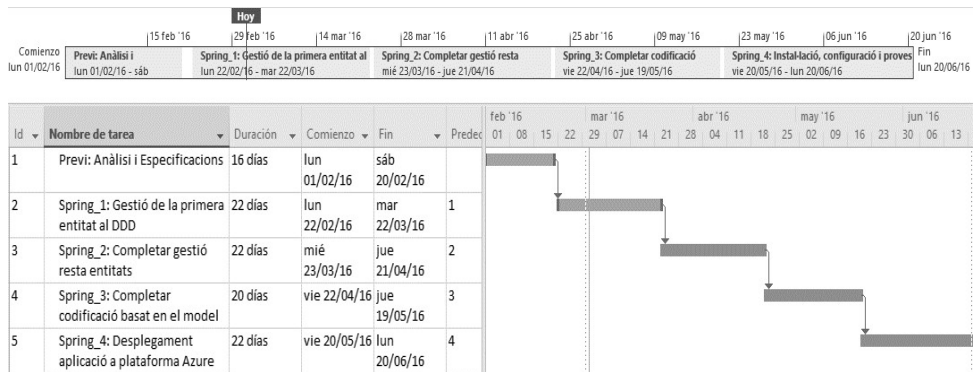 Hoy
15 feb '16 29 feb '16 14 mar '16 28 mar '16 11 abr '16 25 abr '16 09 may '16 23 may '16 06 jun '16 20 jun '16
Comienzo
lun 01/02/16
Previ: Anàlisi i
lun 01/02/16 - sáb
Spring_1: Gestió de la primera entitat al
lun 22/02/16 - mar 22/03/16
Spring_2: Completar gestió resta
mié 23/03/16 - jue 21/04/16
Spring_3: Completar codificació
vie 22/04/16 - jue 19/05/16
Spring_4: Instal·lació, configuració i proves
vie 20/05/16 - lun 20/06/16
Fin
lun 20/06/16
feb '16 mar '16 abr '16 may '16 jun '16
Id Nombre de tarea Duración Comienzo Fin Predec 01 08 15 22 29 07 14 21 28 04 11 18 25 02 09 16 23 30 06 13
1 Previ: Anàlisi i Especificacions 16 días lun sáb
01/02/16 20/02/16
2 Spring_1: Gestió de la primera 22 días lun mar 1
entitat al DDD 22/02/16 22/03/16
3 Spring_2: Completar gestió 22 días mié jue 2
resta entitats 23/03/16 21/04/16
4 Spring_3: Completar 20 días vie 22/04/16 jue 3
codificació basat en el model 19/05/16
5 Spring_4: Desplegament 22 días vie 20/05/16 lun 4
aplicació a plataforma Azure 20/06/16